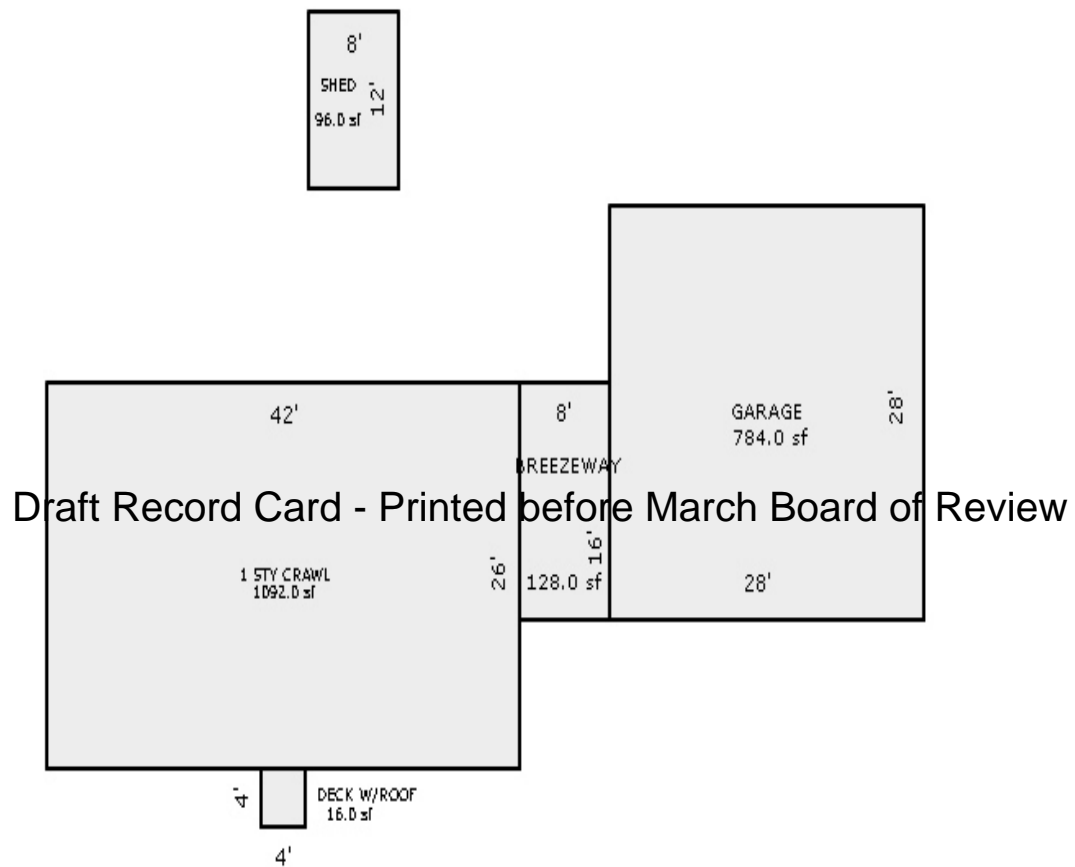 8'
SHED
12'
96.0 sf
42'
8'
GARAGE
784.0 sf
28'
BREEZEWAY
Draft Record Card - Printed before March Board of Review
16'
26'
1 STY CRAWL
1092.0 sf
128.0 sf
28'
4'
DECK W/ROOF
16.0 sf
4'